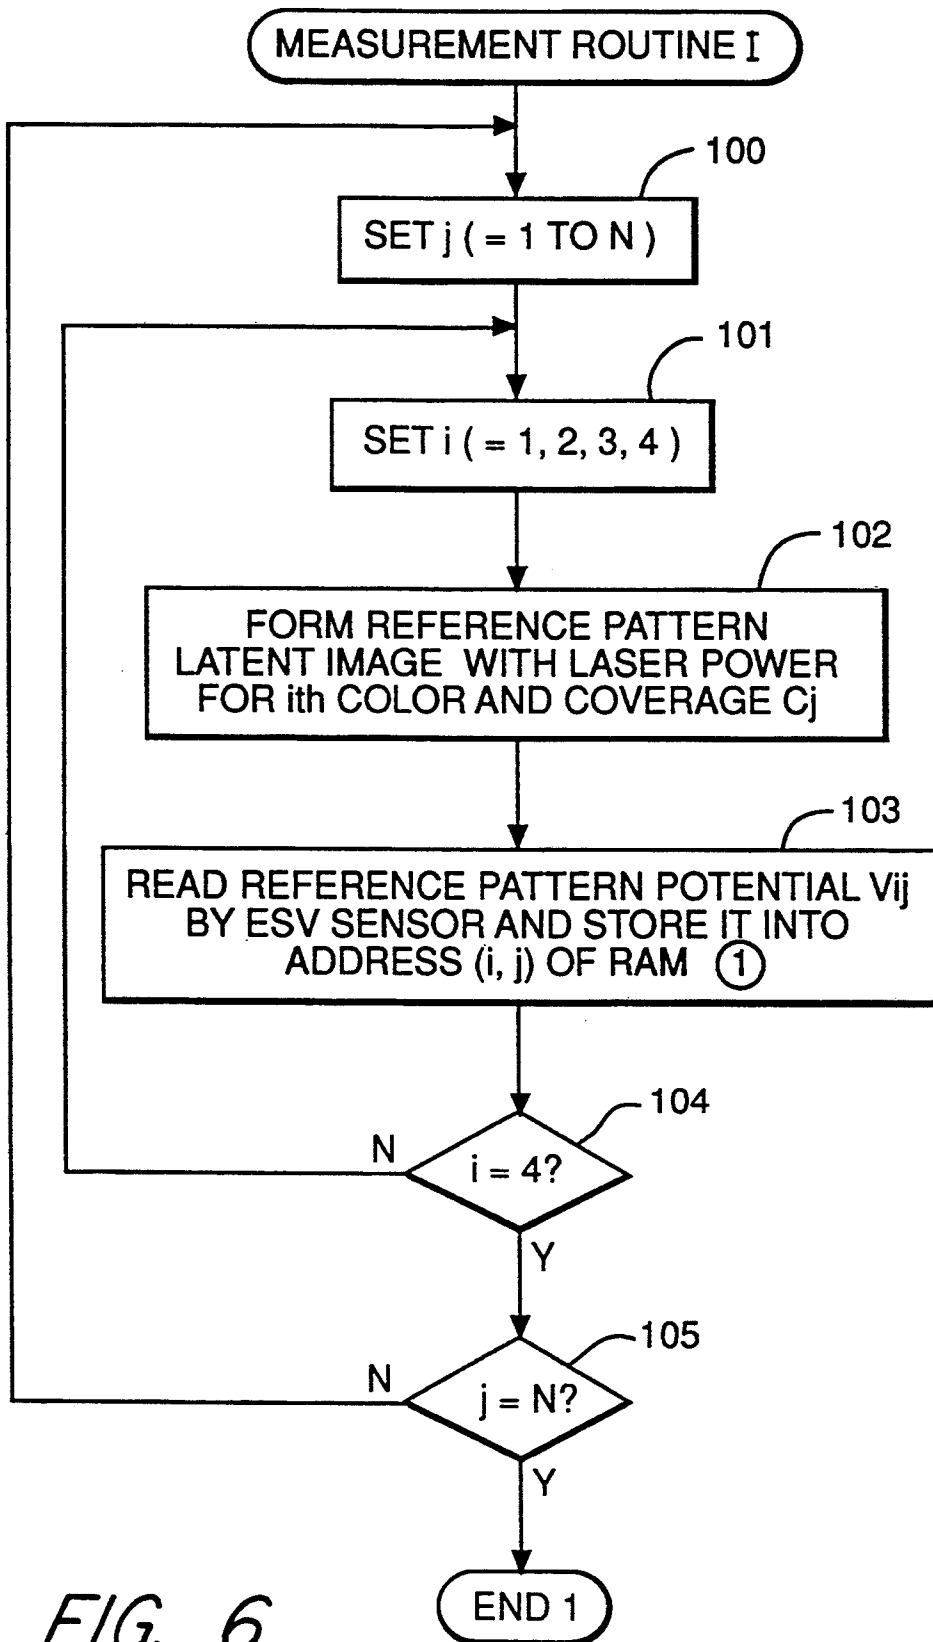 MEASUREMENT ROUTINE I
100
SET j ( = 1 TO N )
101
SET i ( = 1, 2, 3, 4 )
102
FORM REFERENCE PATTERN
LATENT IMAGE WITH LASER POWER
FOR ith COLOR AND COVERAGE Cj
103
READ REFERENCE PATTERN POTENTIAL Vij
BY ESV SENSOR AND STORE IT INTO
ADDRESS (i, j) OF RAM ①
104
N
i = 4?
Y
105
N
j = N?
Y
END 1
FIG. 6